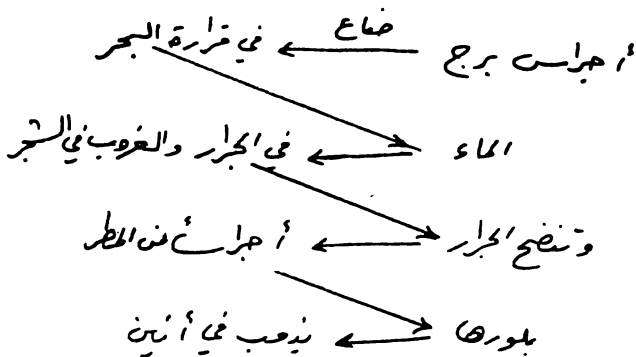 أجراس برج ضاع في قرارة البحر
الماء في الجرار والغروب في الشجر
وتنضح الجرار أجراسا من المطر
بلورها يذوب في أنين